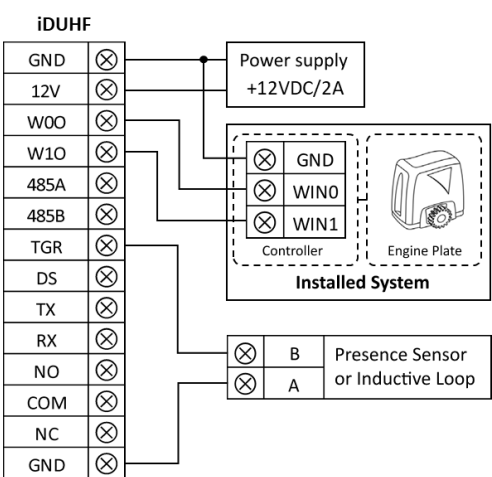 iDUHF
GND
12V
W0O
W1O
485A
485B
TGR
DS
TX
RX
NO
COM
NC
GND
Power supply
+12VDC/2A
GND
WIN0
WIN1
Controller
Engine Plate
Installed System
B
A
Presence Sensor
or Inductive Loop